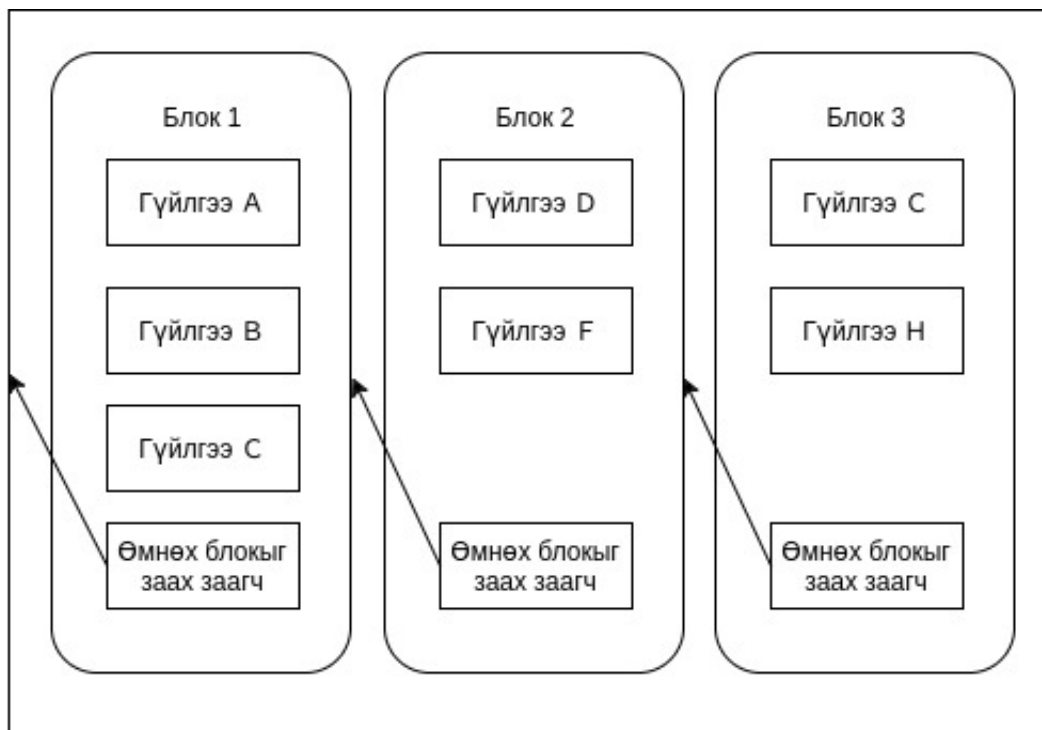 Блок 1
Гүйлгээ A
Гүйлгээ B
Гүйлгээ C
Өмнөх блокыг
заах заагч
Блок 2
Гүйлгээ D
Гүйлгээ F
Өмнөх блокыг
заах заагч
Блок 3
Гүйлгээ C
Гүйлгээ H
Өмнөх блокыг
заах заагч